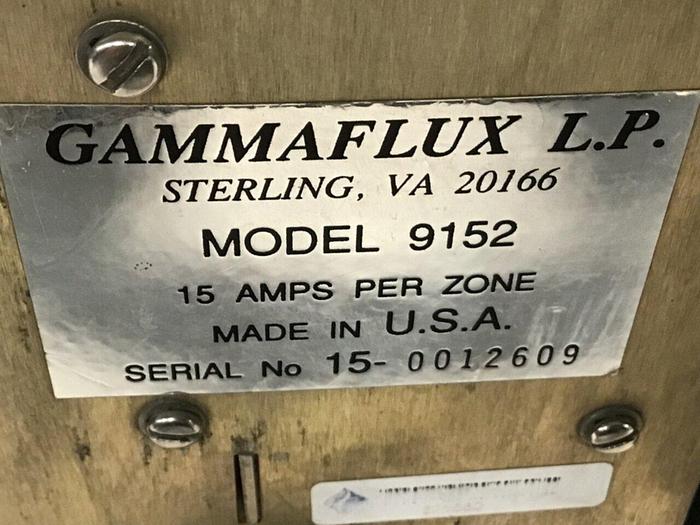 GAMMAFLUX L.P.
STERLING, VA 20166
MODEL 9152
15 AMPS PER ZONE
MADE IN U.S.A.
SERIAL No 15- 0012609